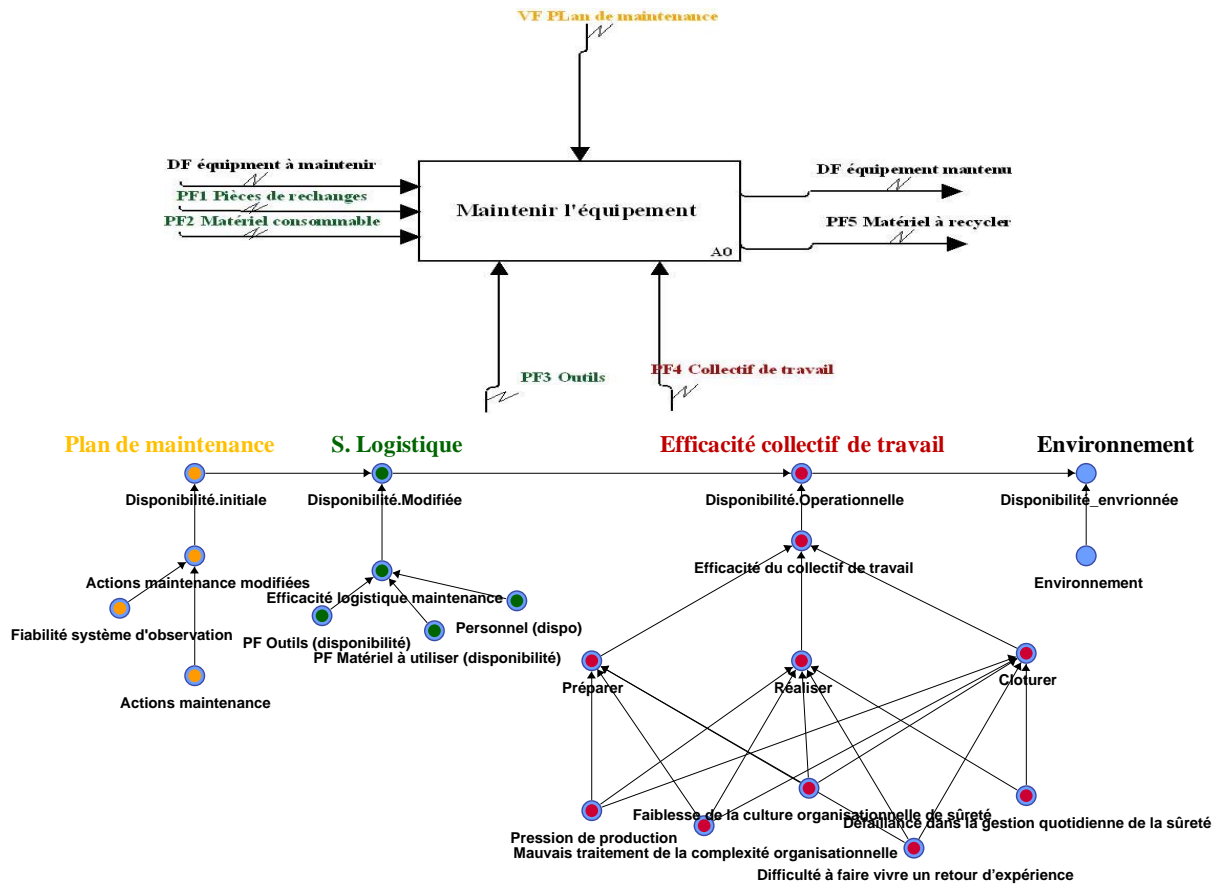 VF PLan de maintenance
DF équipment à maintenir
PF1 Pièces de rechanges
PF2 Matériel consommable
Maintenir l'équipement
A0
DF équipement mantenu
PF5 Matériel à recycler
PF3 Outils
PF4 Collectif de travail
Plan de maintenance
S. Logistique
Efficacité collectif de travail
Environnement
Disponibilité.initiale
Disponibilité.Modifiée
Disponibilité.Operationnelle
Disponibilité_envrionnée
Actions maintenance modifiées
Efficacité logistique maintenance
Efficacité du collectif de travail
Environnement
Fiabilité système d'observation
PF Outils (disponibilité)
Personnel (dispo)
PF Matériel à utiliser (disponibilité)
Actions maintenance
Préparer
Réaliser
Cloturer
Faiblesse de la culture organisationnelle de sûreté
Défaillance dans la gestion quotidienne de la sûreté
Pression de production
Mauvais traitement de la complexité organisationnelle
Difficulté à faire vivre un retour d’expérience